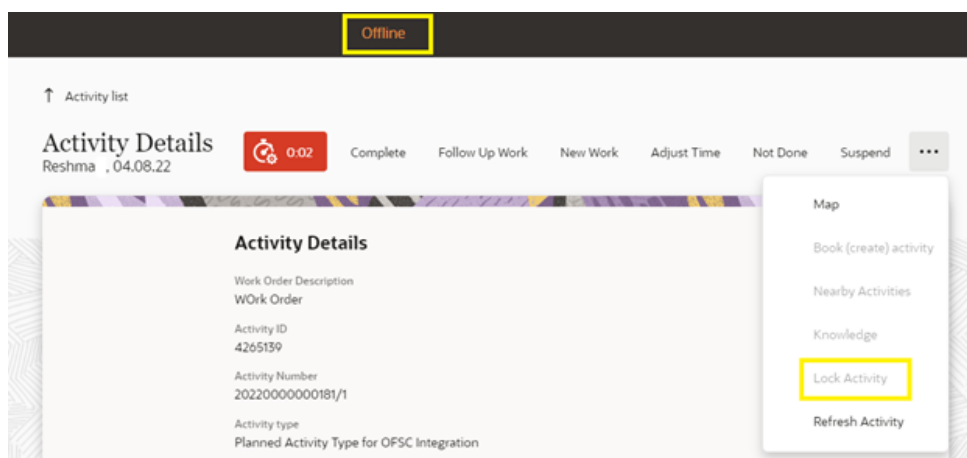 Offline
↑ Activity list
Activity Details
Reshma , 04.08.22
0:02
Complete
Follow Up Work
New Work
Adjust Time
Not Done
Suspend
...
Map
Book (create) activity
Nearby Activities
Knowledge
Lock Activity
Refresh Activity
Activity Details
Work Order Description
WOrk Order
Activity ID
4265139
Activity Number
20220000000181/1
Activity type
Planned Activity Type for OFSC Integration